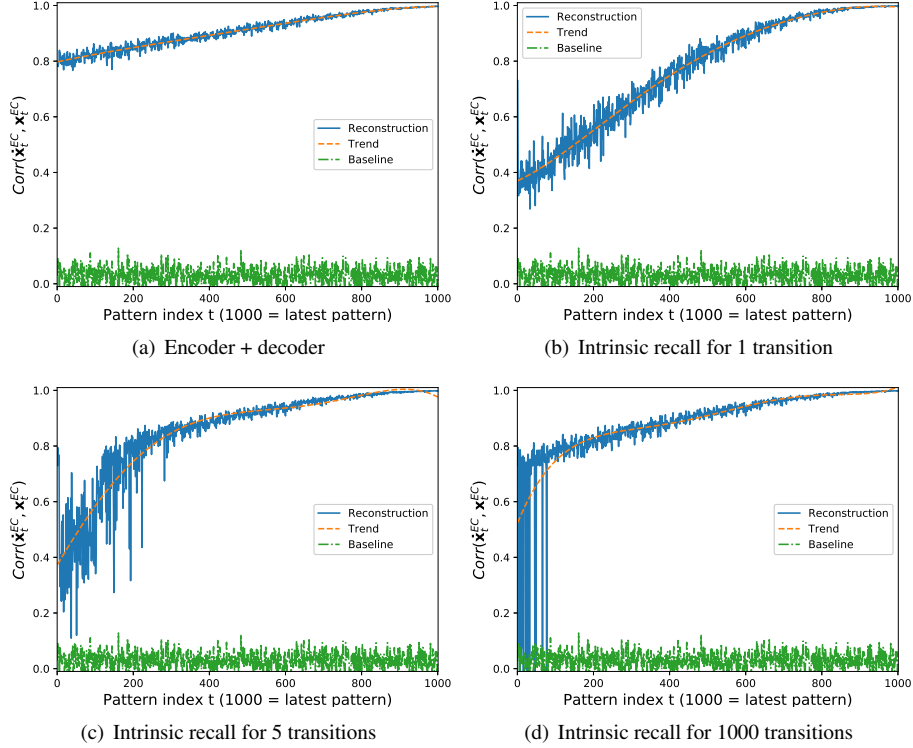 1.0
0.8
0.6
0.4
0.2
0.0
Corr(ẋ_t^EC, x_t^EC)
Reconstruction
Trend
Baseline
0 200 400 600 800 1000
Pattern index t (1000 = latest pattern)
(a) Encoder + decoder
1.0
0.8
0.6
0.4
0.2
0.0
Corr(ẋ_t^EC, x_t^EC)
Reconstruction
Trend
Baseline
0 200 400 600 800 1000
Pattern index t (1000 = latest pattern)
(b) Intrinsic recall for 1 transition
1.0
0.8
0.6
0.4
0.2
0.0
Corr(ẋ_t^EC, x_t^EC)
Reconstruction
Trend
Baseline
0 200 400 600 800 1000
Pattern index t (1000 = latest pattern)
(c) Intrinsic recall for 5 transitions
1.0
0.8
0.6
0.4
0.2
0.0
Corr(ẋ_t^EC, x_t^EC)
Reconstruction
Trend
Baseline
0 200 400 600 800 1000
Pattern index t (1000 = latest pattern)
(d) Intrinsic recall for 1000 transitions